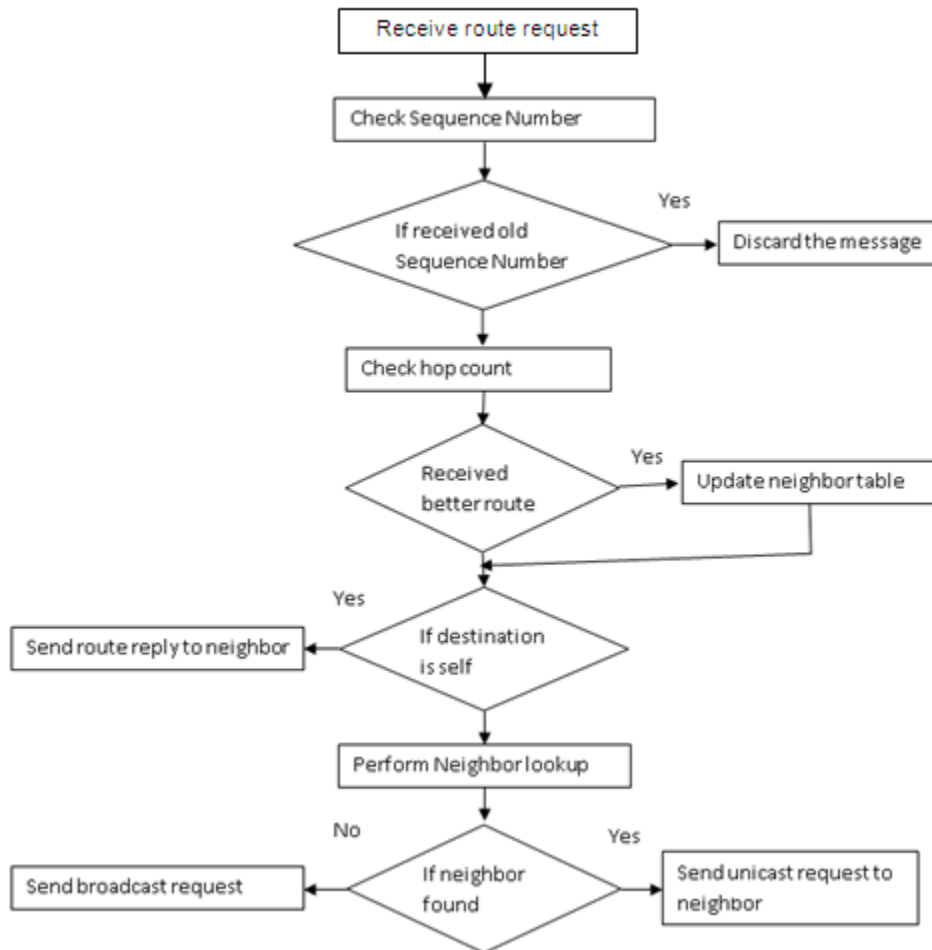 Receive route request
Check Sequence Number
If received old
Sequence Number
Yes
Discard the message
Check hop count
Received
better route
Yes
Update neighbor table
Yes
If destination
is self
Send route reply to neighbor
Perform Neighbor lookup
No
Yes
If neighbor
found
Send broadcast request
Send unicast request to
neighbor